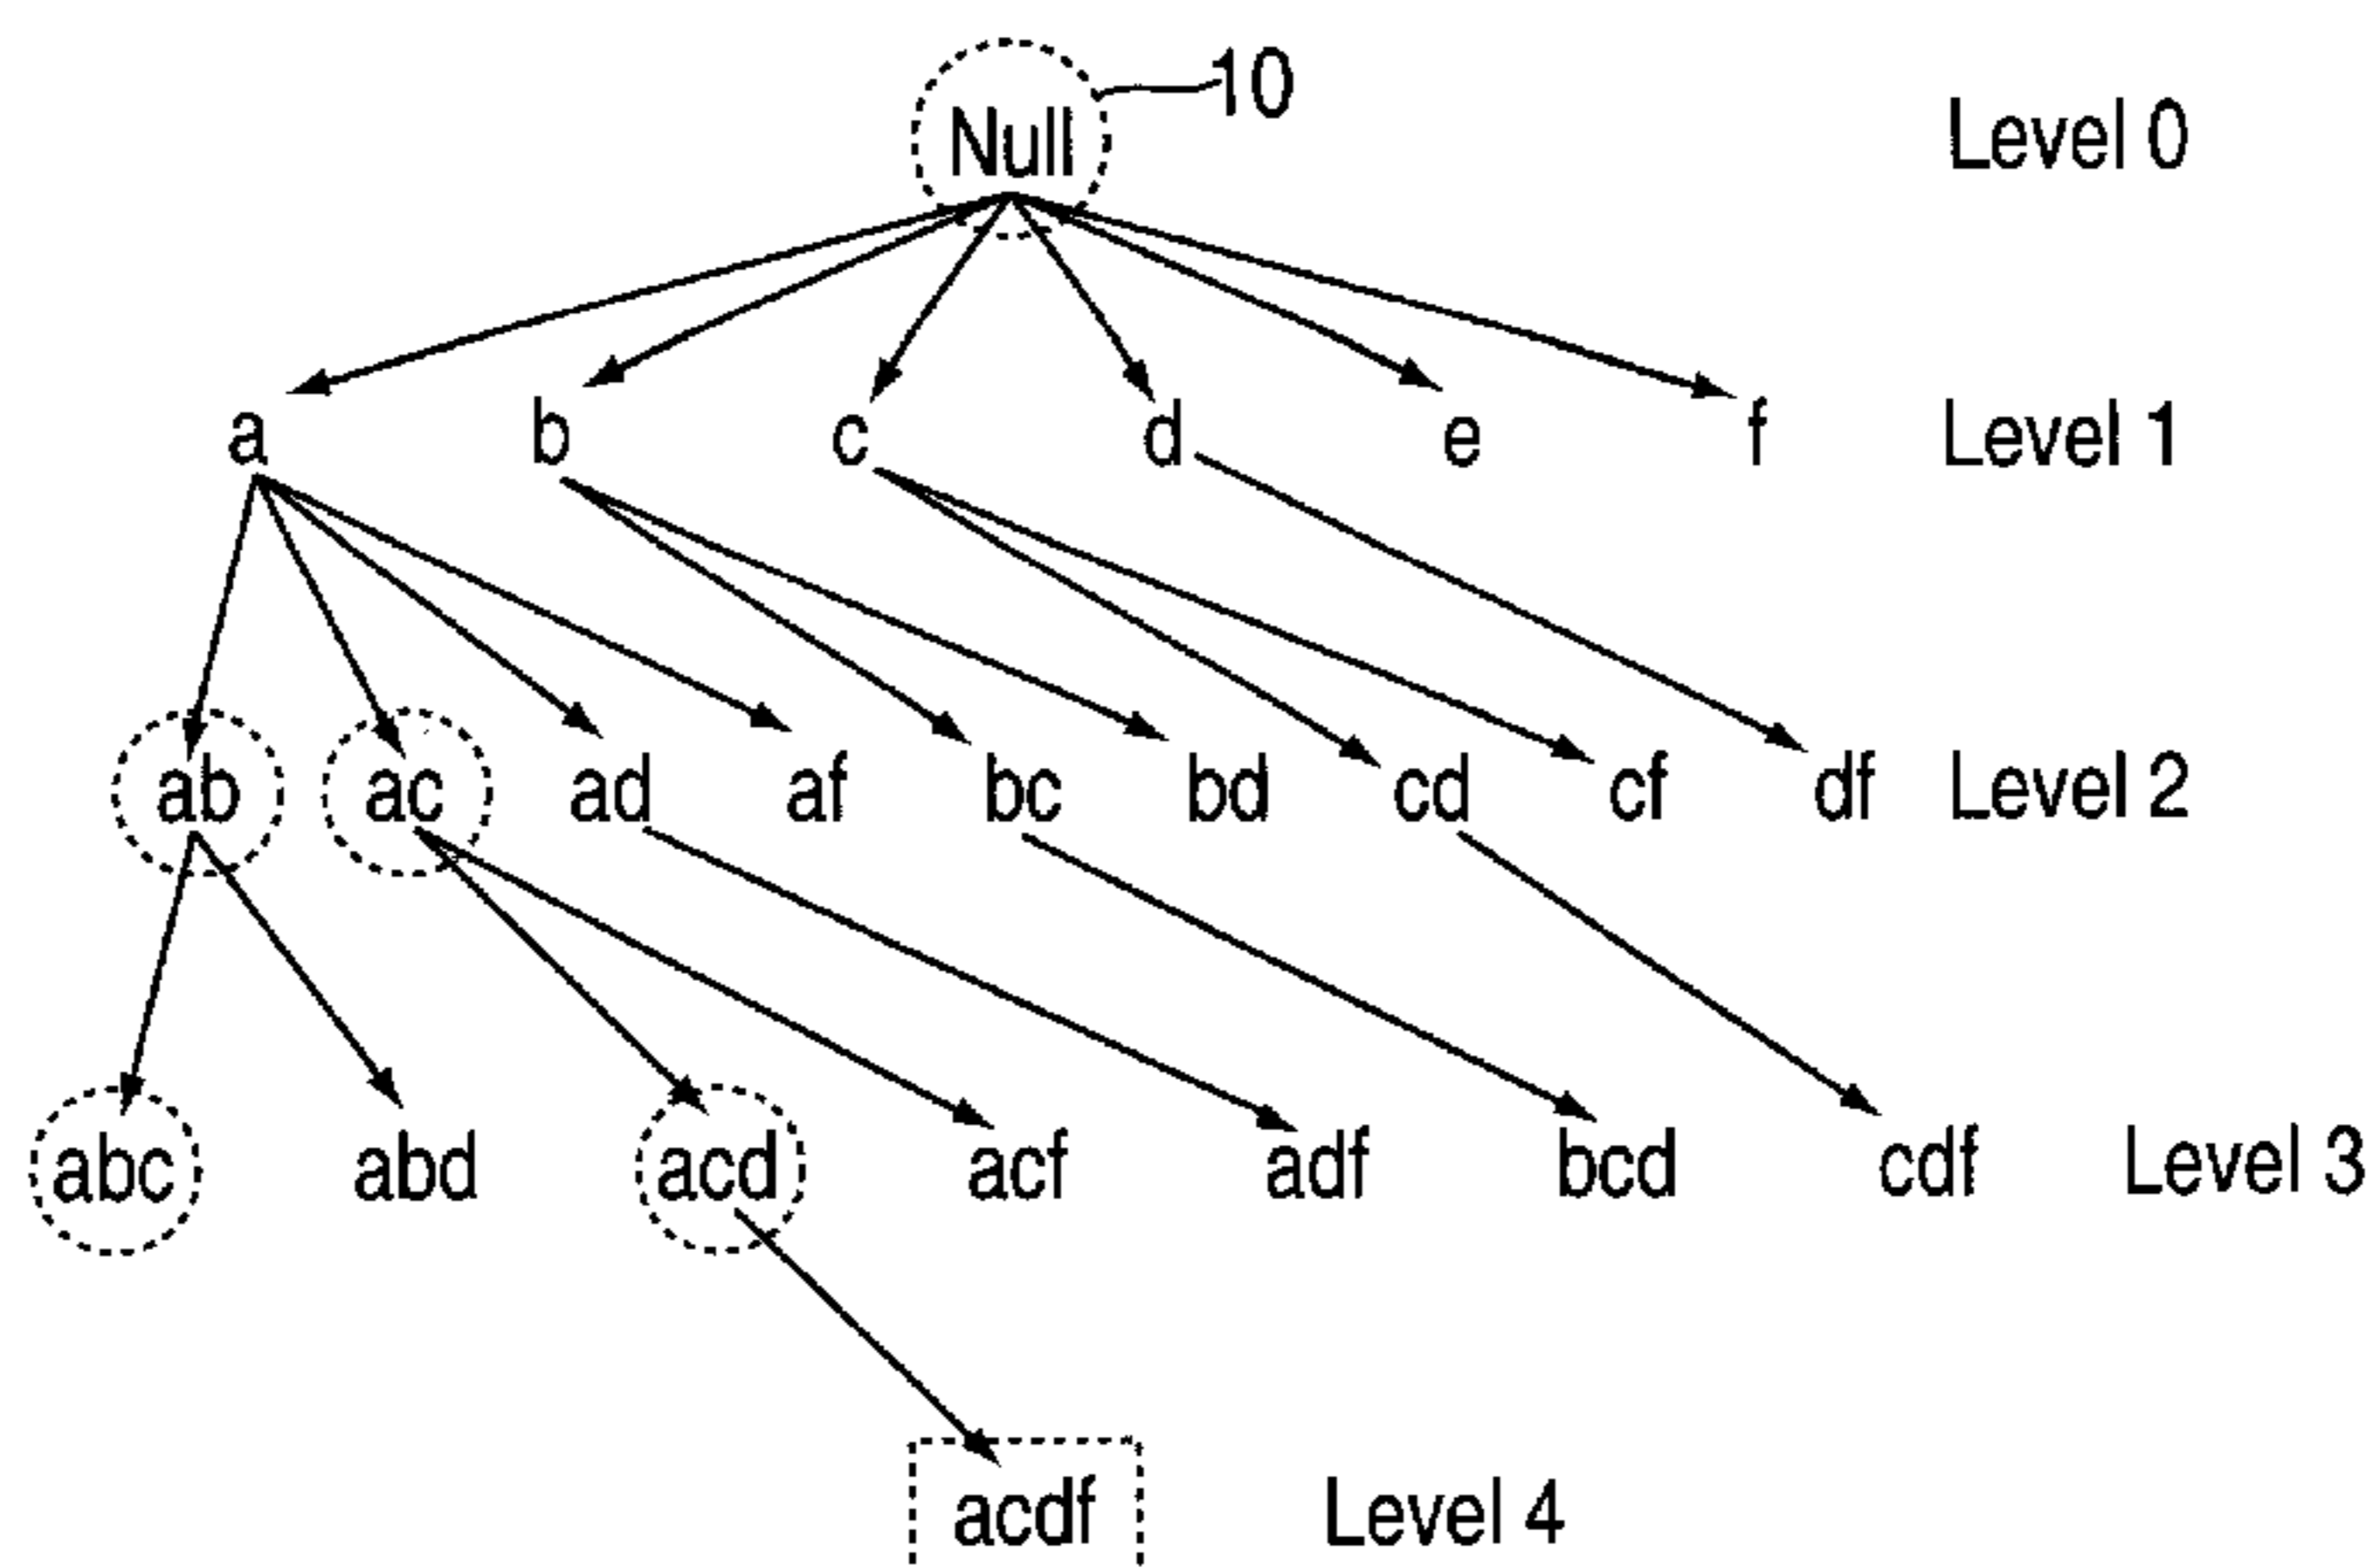 10
Null Level 0
a b c d e f Level 1
ab ac ad af bc bd cd cf df Level 2
abc abd acd acf adf bcd cdf Level 3
acdf Level 4